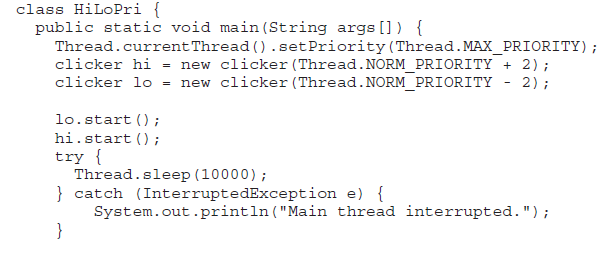 class HiLoPri {
public static void main(String args[]) {
Thread.currentThread().setPriority(Thread.MAX_PRIORITY);
clicker hi = new clicker(Thread.NORM_PRIORITY + 2);
clicker lo = new clicker(Thread.NORM_PRIORITY - 2);
lo.start();
hi.start();
try {
Thread.sleep(10000);
} catch (InterruptedException e) {
System.out.println("Main thread interrupted.");
}